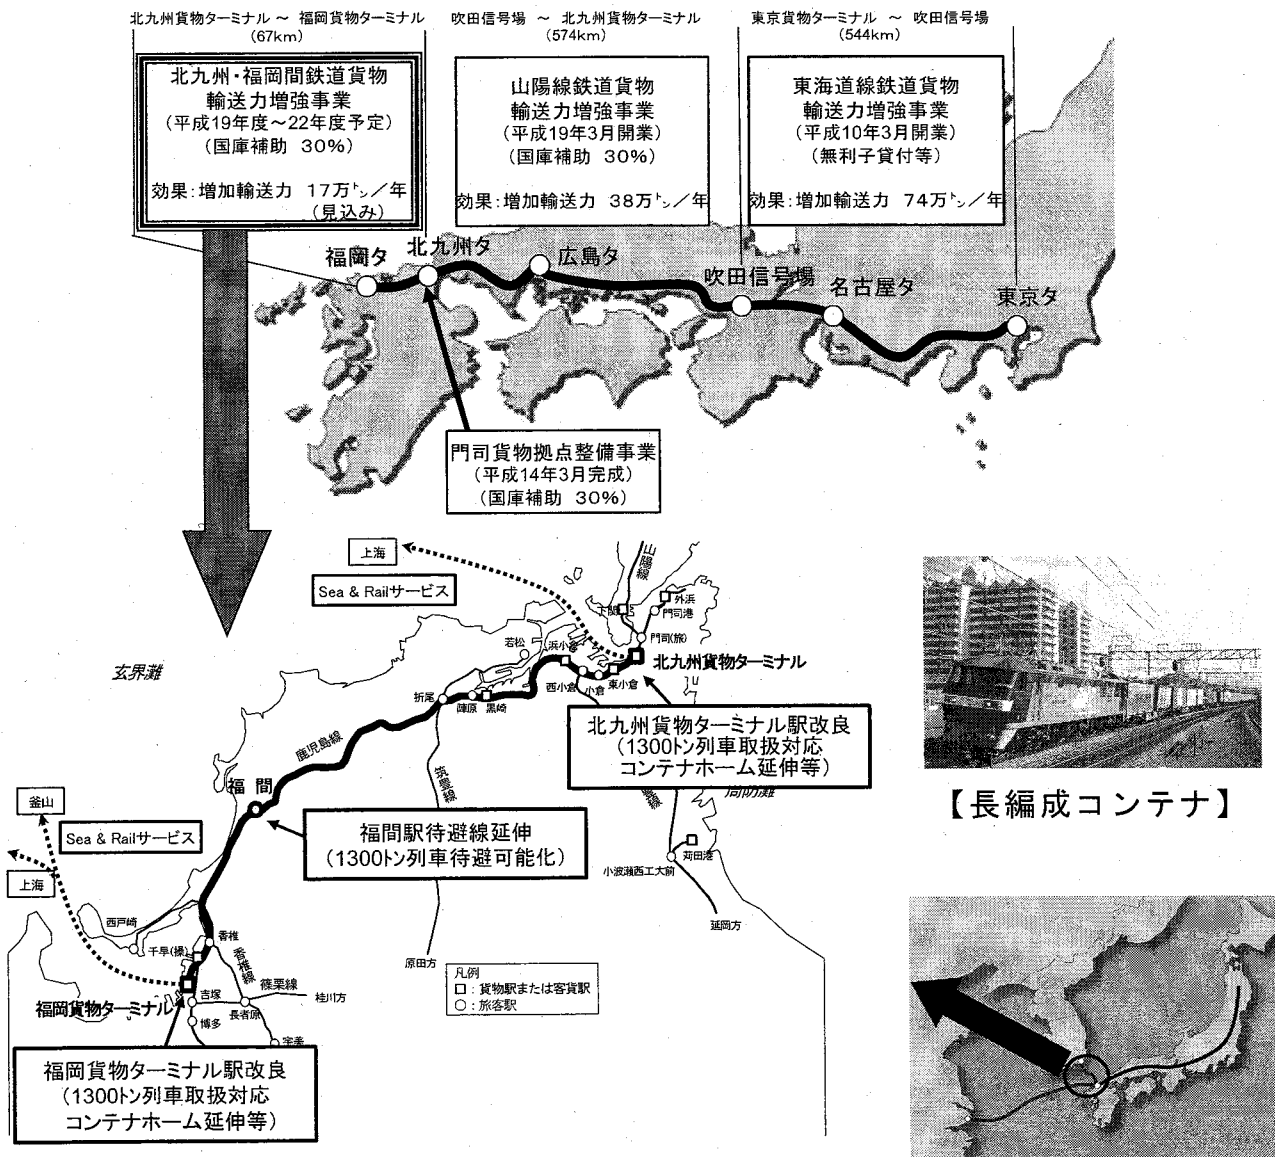 北九州貨物ターミナル ～ 福岡貨物ターミナル
(67km)
吹田信号場 ～ 北九州貨物ターミナル
(574km)
東京貨物ターミナル ～ 吹田信号場
(544km)
北九州・福岡間鉄道貨物
輸送力増強事業
(平成19年度～22年度予定)
(国庫補助 30%)
効果:増加輸送力 17万㌧／年
(見込み)
山陽線鉄道貨物
輸送力増強事業
(平成19年3月開業)
(国庫補助 30%)
効果:増加輸送力 38万㌧／年
東海道線鉄道貨物
輸送力増強事業
(平成10年3月開業)
(無利子貸付等)
効果:増加輸送力 74万㌧／年
福岡タ
北九州タ
広島タ
吹田信号場
名古屋タ
東京タ
門司貨物拠点整備事業
(平成14年3月完成)
(国庫補助 30%)
上海
Sea & Railサービス
山陽線
下関
外浜
門司港
門司(旅)
北九州貨物ターミナル
若松
浜小倉
西小倉
小倉
東小倉
玄界灘
折尾
陣原
黒崎
北九州貨物ターミナル駅改良
(1300㌧列車取扱対応
コンテナホーム延伸等)
鹿児島線
筑豊線
周防灘
福間
福間駅待避線延伸
(1300㌧列車待避可能化)
釜山
Sea & Railサービス
上海
【長編成コンテナ】
苅田港
小波瀬西工大前
延岡方
西戸崎
千早(操)
香椎
香椎線
原田方
篠栗線
桂川方
福岡貨物ターミナル
吉塚
長者原
博多
宇美
凡例
□:貨物駅または客貨駅
○:旅客駅
福岡貨物ターミナル駅改良
(1300㌧列車取扱対応
コンテナホーム延伸等)